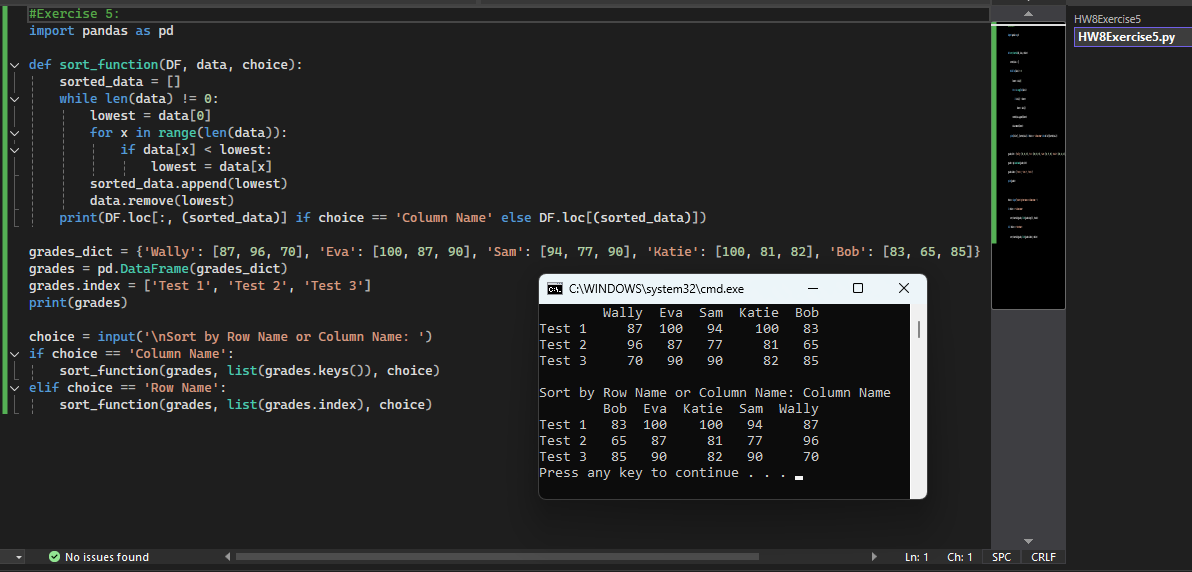 #Exercise 5:
import pandas as pd
def sort_function(DF, data, choice):
sorted_data = []
while len(data) != 0:
lowest = data[0]
for x in range(len(data)):
if data[x] < lowest:
lowest = data[x]
sorted_data.append(lowest)
data.remove(lowest)
print(DF.loc[:, (sorted_data)] if choice == 'Column Name' else DF.loc[(sorted_data)])
grades_dict = {'Wally': [87, 96, 70], 'Eva': [100, 87, 90], 'Sam': [94, 77, 90], 'Katie': [100, 81, 82], 'Bob': [83, 65, 85]}
grades = pd.DataFrame(grades_dict)
grades.index = ['Test 1', 'Test 2', 'Test 3']
print(grades)
choice = input('\nSort by Row Name or Column Name: ')
if choice == 'Column Name':
sort_function(grades, list(grades.keys()), choice)
elif choice == 'Row Name':
sort_function(grades, list(grades.index), choice)
C:\WINDOWS\system32\cmd.exe
Wally Eva Sam Katie Bob
Test 1 87 100 94 100 83
Test 2 96 87 77 81 65
Test 3 70 90 90 82 85
Sort by Row Name or Column Name: Column Name
Bob Eva Katie Sam Wally
Test 1 83 100 100 94 87
Test 2 65 87 81 77 96
Test 3 85 90 82 90 70
Press any key to continue . . .
HW8Exercise5
HW8Exercise5.py
No issues found
Ln: 1 Ch: 1 SPC CRLF